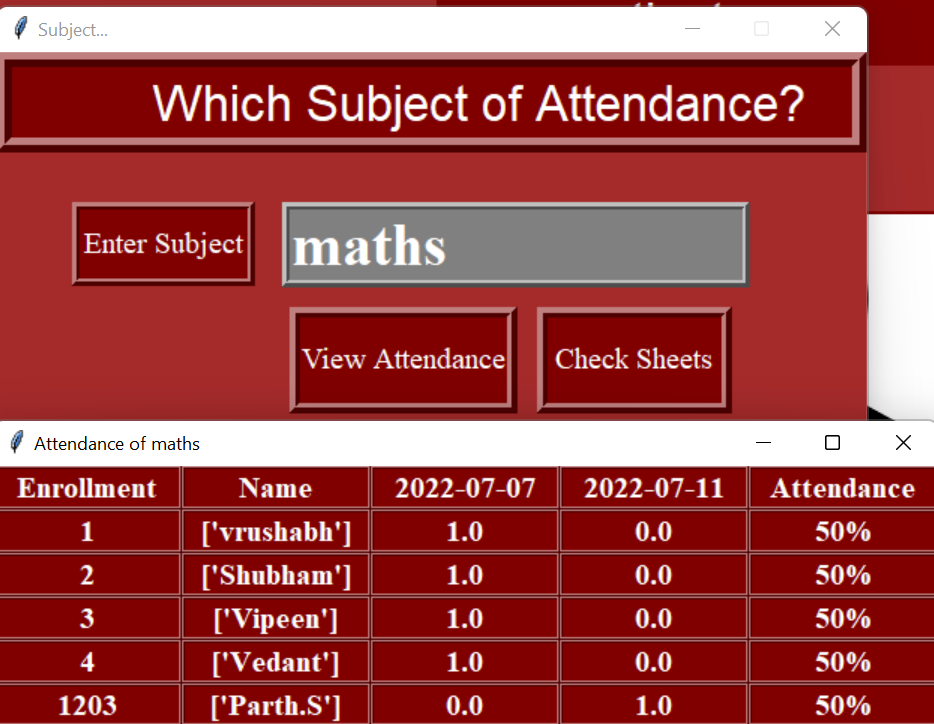 Subject...
Which Subject of Attendance?
Enter Subject maths
View Attendance Check Sheets
Attendance of maths
Enrollment Name 2022-07-07 2022-07-11 Attendance
1 ['vrushabh'] 1.0 0.0 50%
2 ['Shubham'] 1.0 0.0 50%
3 ['Vipeen'] 1.0 0.0 50%
4 ['Vedant'] 1.0 0.0 50%
1203 ['Parth.S'] 0.0 1.0 50%